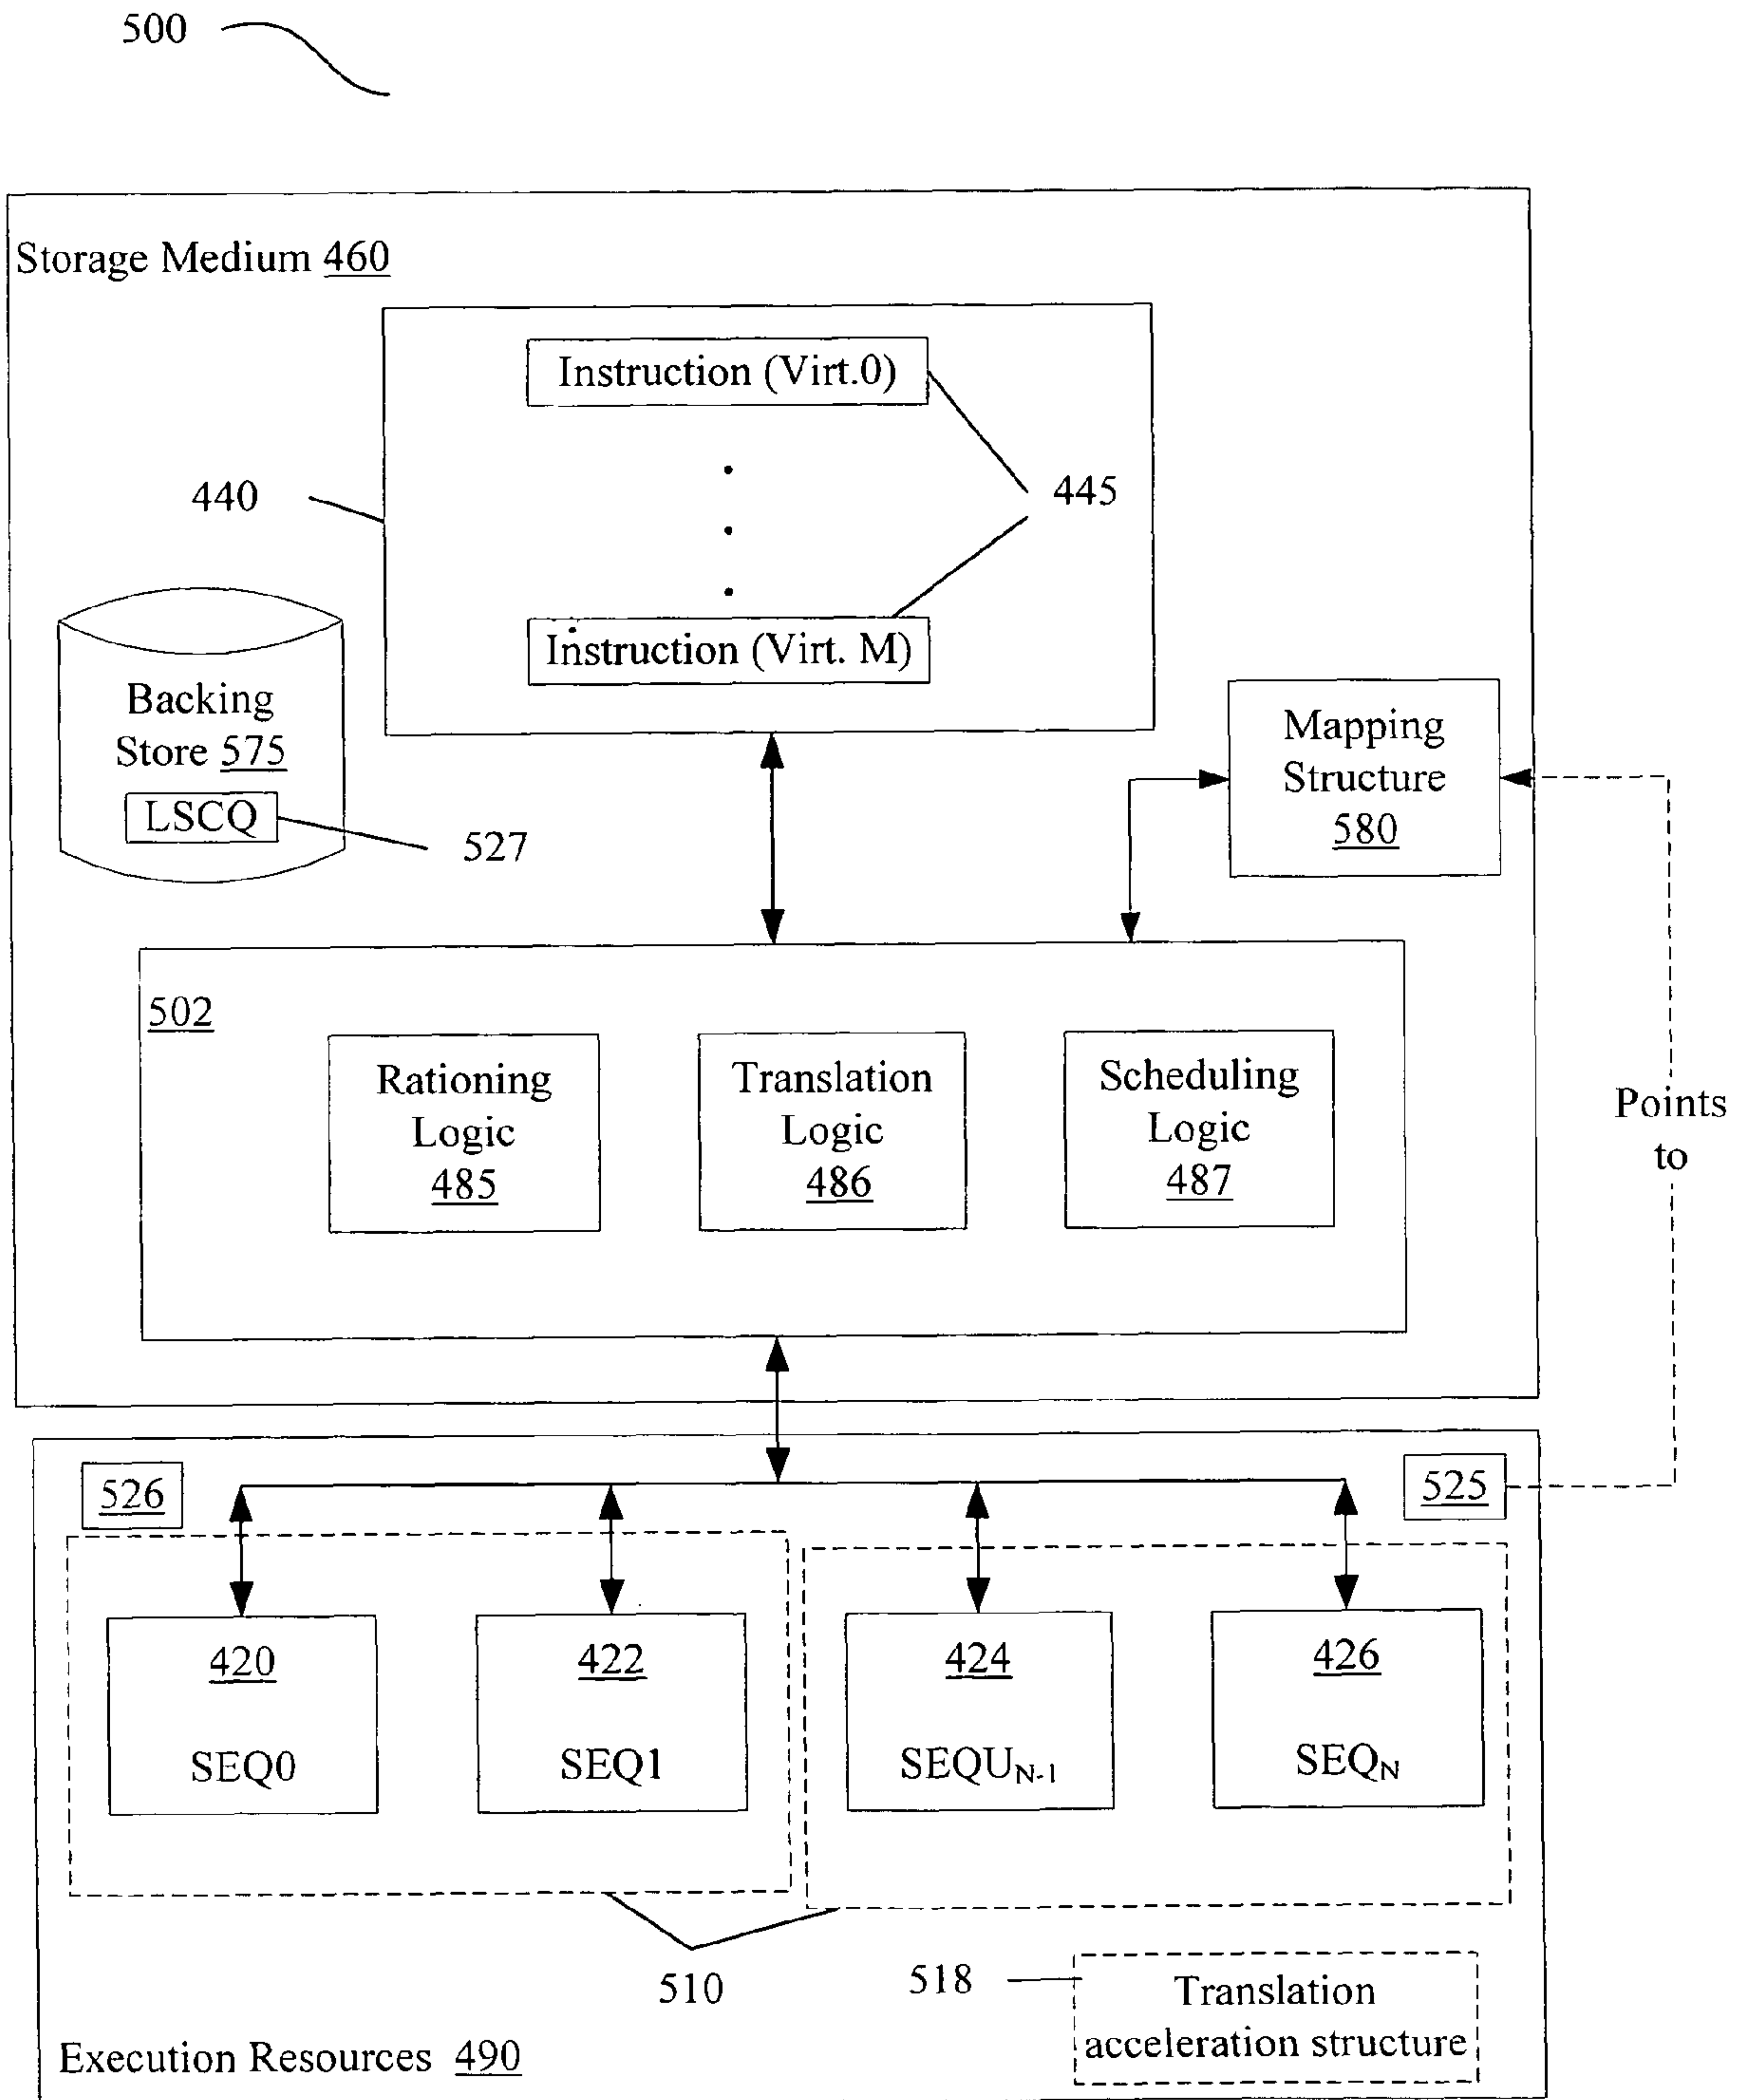 500
Storage Medium 460
Instruction (Virt.0)
440
445
Instruction (Virt. M)
Backing
Store 575
LSCQ
527
Mapping
Structure
580
502
Rationing
Logic
485
Translation
Logic
486
Scheduling
Logic
487
Points
to
526
525
420
SEQ0
422
SEQ1
424
SEQU_N-1
426
SEQ_N
510
518
Translation
acceleration structure
Execution Resources 490